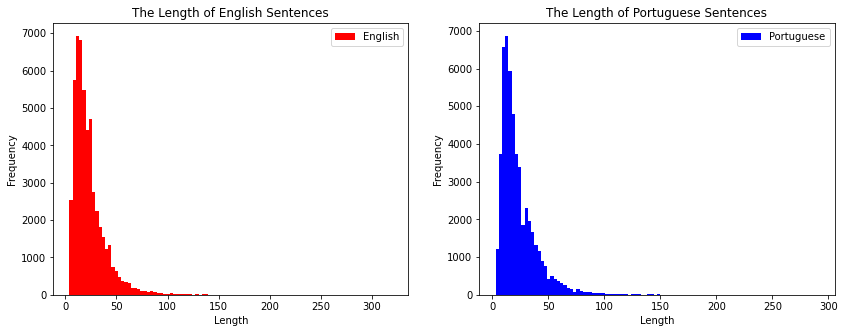 The Length of English Sentences
English
Frequency
7000
6000
5000
4000
3000
2000
1000
0
0 50 100 150 200 250 300
Length
The Length of Portuguese Sentences
Portuguese
Frequency
7000
6000
5000
4000
3000
2000
1000
0
0 50 100 150 200 250 300
Length